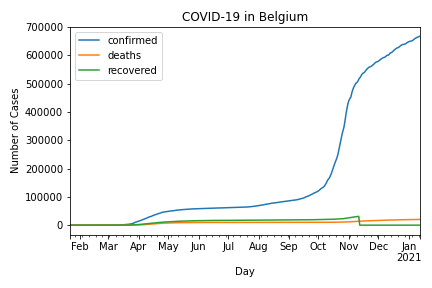 COVID-19 in Belgium
confirmed
deaths
recovered
Number of Cases
700000
600000
500000
400000
300000
200000
100000
0
Feb Mar Apr May Jun Jul Aug Sep Oct Nov Dec Jan
2021
Day